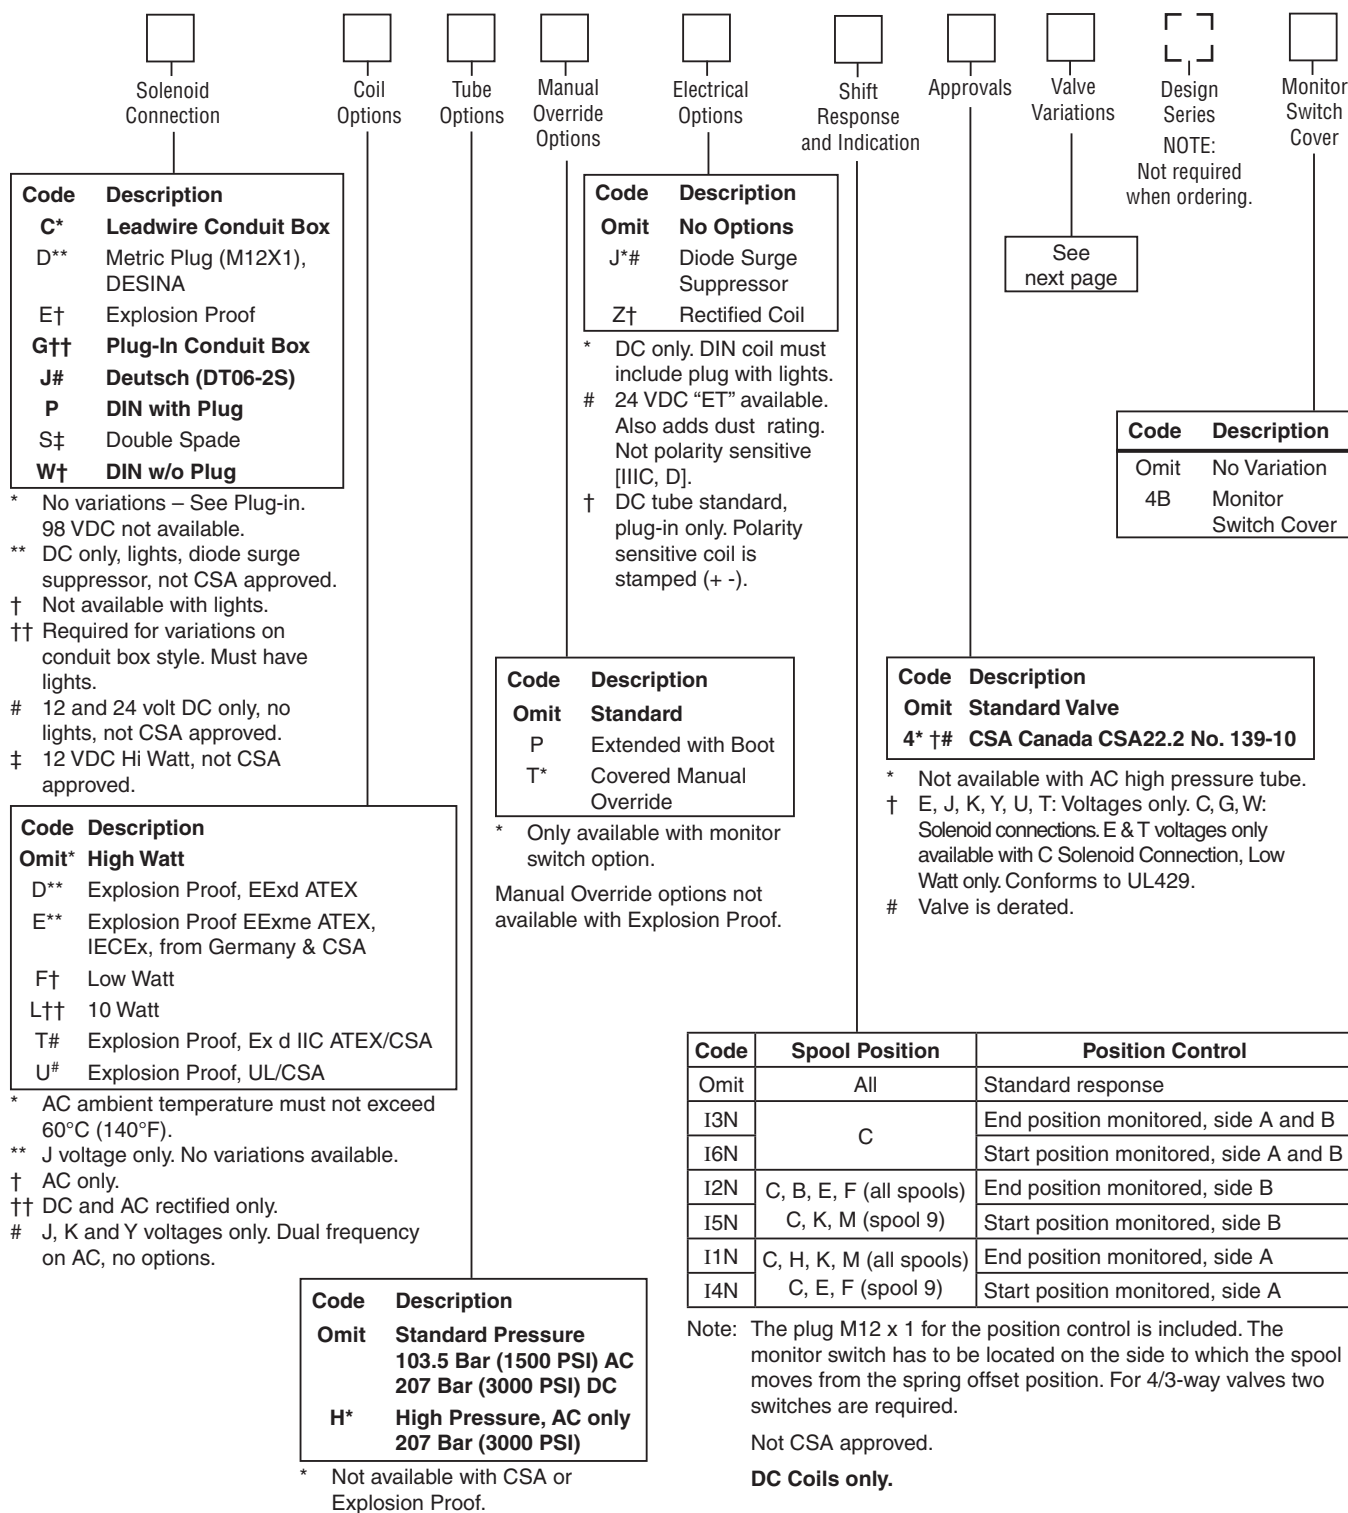 Solenoid
Connection
Coil
Options
Tube
Options
Manual
Override
Options
Electrical
Options
Shift
Response
and Indication
Approvals
Valve
Variations
Design
Series
NOTE:
Not required
when ordering.
Monitor
Switch
Cover
Code Description
C* Leadwire Conduit Box
D** Metric Plug (M12X1),
DESINA
E† Explosion Proof
G†† Plug-In Conduit Box
J# Deutsch (DT06-2S)
P DIN with Plug
S‡ Double Spade
W† DIN w/o Plug
* No variations – See Plug-in.
98 VDC not available.
** DC only, lights, diode surge
suppressor, not CSA approved.
† Not available with lights.
†† Required for variations on
conduit box style. Must have
lights.
# 12 and 24 volt DC only, no
lights, not CSA approved.
‡ 12 VDC Hi Watt, not CSA
approved.
Code Description
Omit* High Watt
D** Explosion Proof, EExd ATEX
E** Explosion Proof EExme ATEX,
IECEx, from Germany & CSA
F† Low Watt
L†† 10 Watt
T# Explosion Proof, Ex d IIC ATEX/CSA
U# Explosion Proof, UL/CSA
* AC ambient temperature must not exceed
60°C (140°F).
** J voltage only. No variations available.
† AC only.
†† DC and AC rectified only.
# J, K and Y voltages only. Dual frequency
on AC, no options.
Code Description
Omit Standard Pressure
103.5 Bar (1500 PSI) AC
207 Bar (3000 PSI) DC
H* High Pressure, AC only
207 Bar (3000 PSI)
* Not available with CSA or
Explosion Proof.
Code Description
Omit Standard
P Extended with Boot
T* Covered Manual
Override
* Only available with monitor
switch option.
Manual Override options not
available with Explosion Proof.
Code Description
Omit No Options
J*# Diode Surge
Suppressor
Z† Rectified Coil
* DC only. DIN coil must
include plug with lights.
# 24 VDC “ET” available.
Also adds dust rating.
Not polarity sensitive
[IIIC, D].
† DC tube standard,
plug-in only. Polarity
sensitive coil is
stamped (+ -).
Code Spool Position Position Control
Omit All Standard response
I3N C End position monitored, side A and B
I6N Start position monitored, side A and B
I2N C, B, E, F (all spools) End position monitored, side B
I5N C, K, M (spool 9) Start position monitored, side B
I1N C, H, K, M (all spools) End position monitored, side A
I4N C, E, F (spool 9) Start position monitored, side A
Note: The plug M12 x 1 for the position control is included. The
monitor switch has to be located on the side to which the spool
moves from the spring offset position. For 4/3-way valves two
switches are required.
Not CSA approved.
DC Coils only.
Code Description
Omit Standard Valve
4* †# CSA Canada CSA22.2 No. 139-10
* Not available with AC high pressure tube.
† E, J, K, Y, U, T: Voltages only. C, G, W:
Solenoid connections. E & T voltages only
available with C Solenoid Connection, Low
Watt only. Conforms to UL429.
# Valve is derated.
See
next page
Code Description
Omit No Variation
4B Monitor
Switch Cover